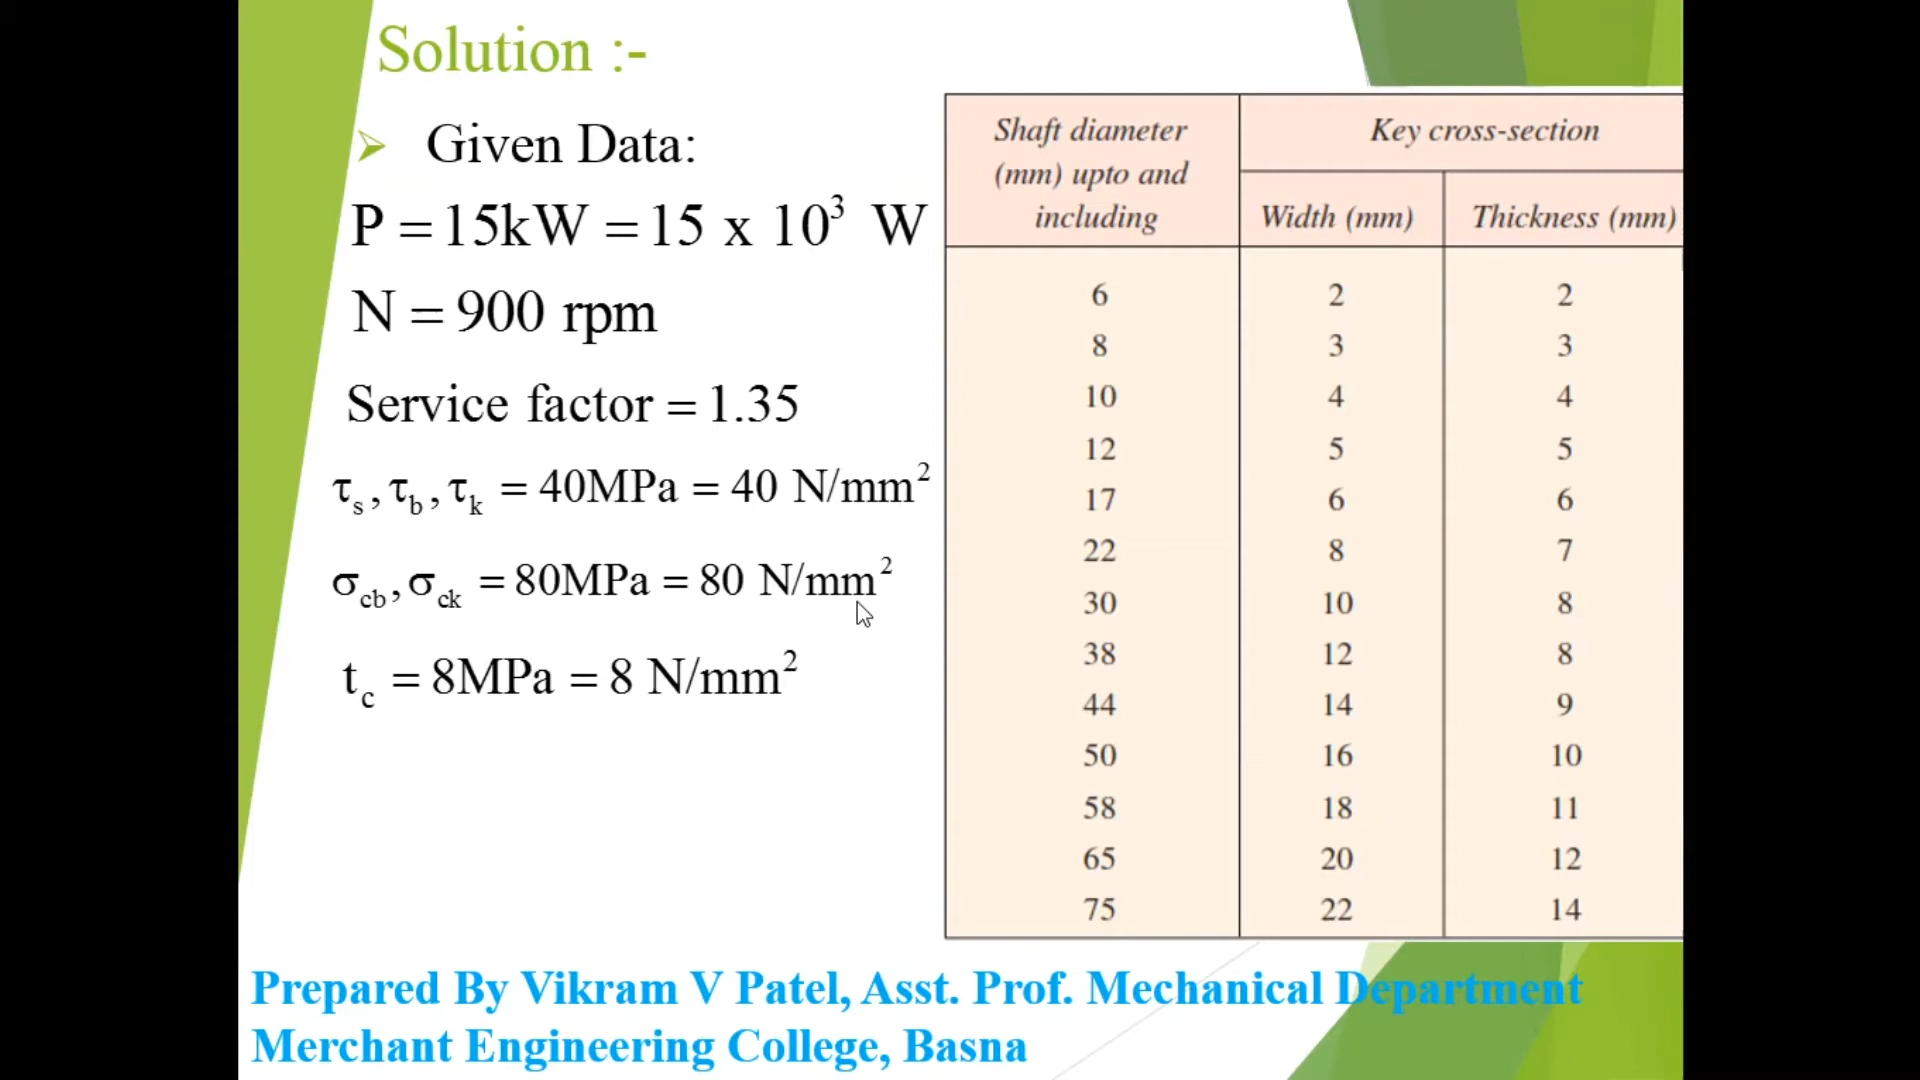 Solution :-
Given Data:
P = 15kW = 15 x 10³ W
N = 900 rpm
Service factor = 1.35
τs, τb, τk = 40MPa = 40 N/mm²
σcb, σck = 80MPa = 80 N/mm²
tc = 8MPa = 8 N/mm²
Shaft diameter (mm) upto and including
Key cross-section
Width (mm) Thickness (mm)
6 2 2
8 3 3
10 4 4
12 5 5
17 6 6
22 8 7
30 10 8
38 12 8
44 14 9
50 16 10
58 18 11
65 20 12
75 22 14
Prepared By Vikram V Patel, Asst. Prof. Mechanical Department
Merchant Engineering College, Basna